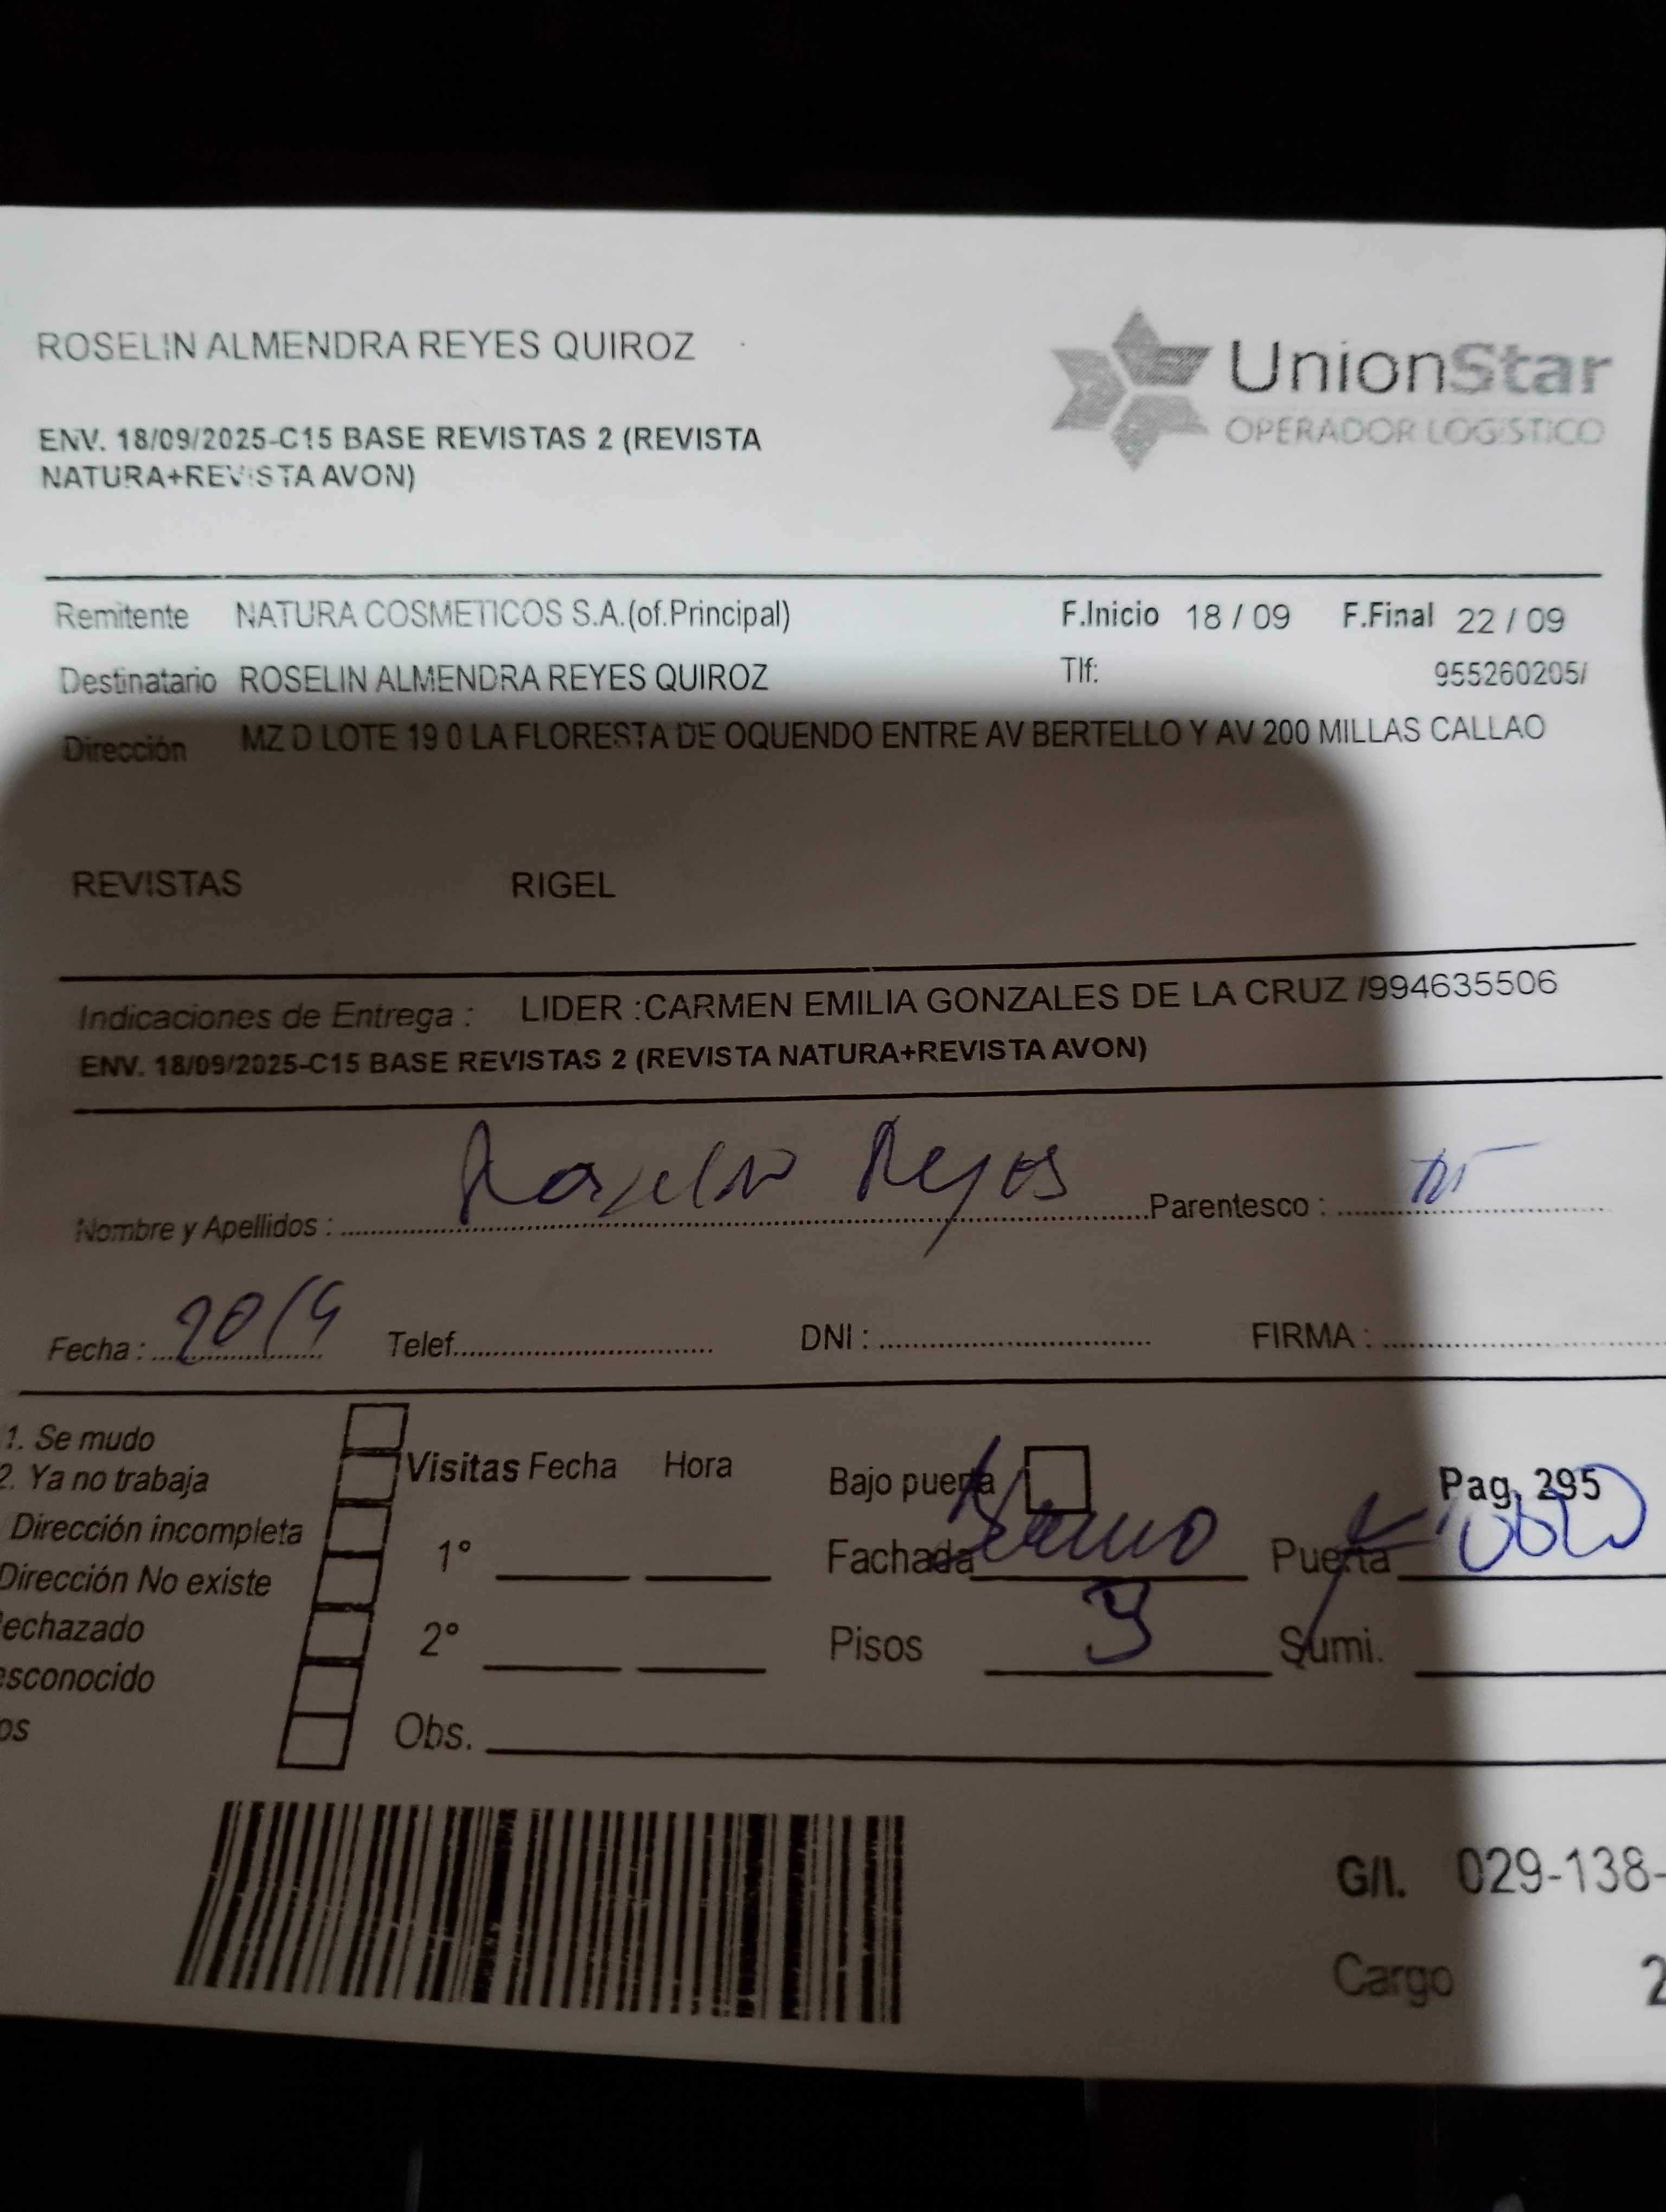 ROSELIN ALMENDRA REYES QUIROZ
UnionStar
OPERADOR LOGISTICO
ENV. 18/09/2025-C15 BASE REVISTAS 2 (REVISTA
NATURA+REVISTA AVON)
Remitente NATURA COSMETICOS S.A.(of.Principal) F.Inicio 18 / 09 F.Final 22 / 09
Destinatario ROSELIN ALMENDRA REYES QUIROZ Tlf: 955260205/
Dirección MZ D LOTE 19 0 LA FLORESTA DE OQUENDO ENTRE AV BERTELLO Y AV 200 MILLAS CALLAO
REVISTAS RIGEL
Indicaciones de Entrega : LIDER :CARMEN EMILIA GONZALES DE LA CRUZ /994635506
ENV. 18/09/2025-C15 BASE REVISTAS 2 (REVISTA NATURA+REVISTA AVON)
Nombre y Apellidos : Roselin Reyes Parentesco :
Fecha : 20/9 Telef. DNI : FIRMA :
1. Se mudo
2. Ya no trabaja
Dirección incompleta
Dirección No existe
echazado
sconocido
os
Visitas Fecha Hora
1°
2°
Obs.
Bajo puerta Pag. 295
Fachada Puerta
Pisos 3 Sumi.
G/I. 029-138-
Cargo 2